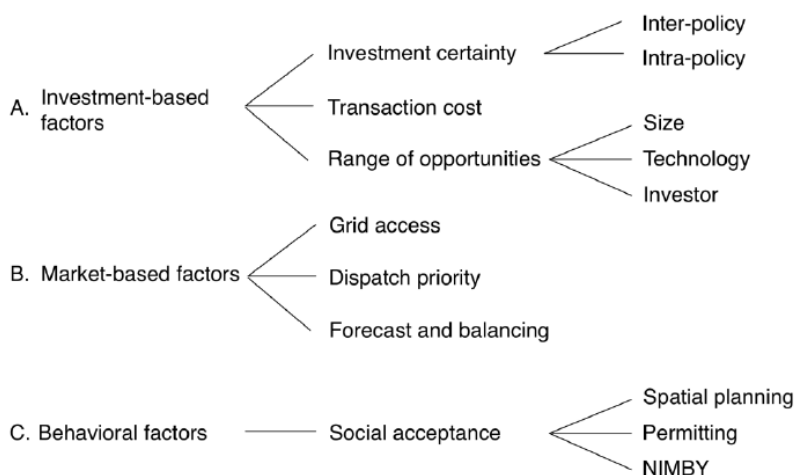 Inter-policy
Investment certainty
Intra-policy
A. Investment-based
factors
Transaction cost
Size
Range of opportunities
Technology
Investor
Grid access
B. Market-based factors
Dispatch priority
Forecast and balancing
Spatial planning
C. Behavioral factors
Social acceptance
Permitting
NIMBY